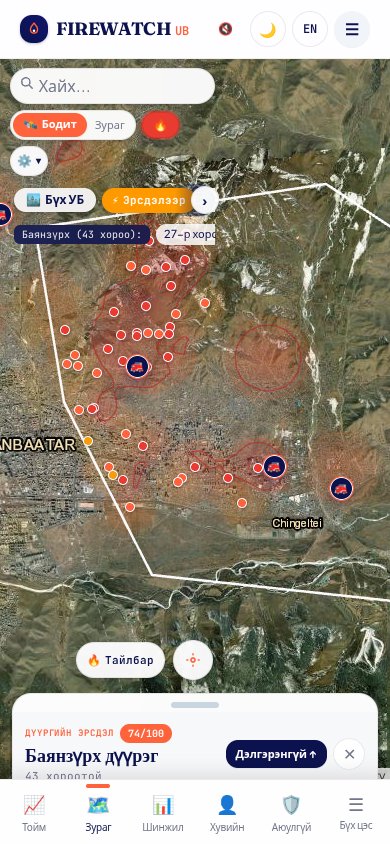 FIREWATCH UB
EN
Хайх...
Бодит
Зураг
Бүх УБ
Эрсдэлээр
Баянзүрх (43 хороо):
27-р хоро
ANBAATAR
Chingeltei
Тайлбар
ДҮҮРГИЙН ЭРСДЭЛ 74/100
Баянзүрх дүүрэг
Дэлгэрэнгүй ↑
43 хороотой
Тойм
Зураг
Шинжил
Хувийн
Аюулгүй
Бүх цэс